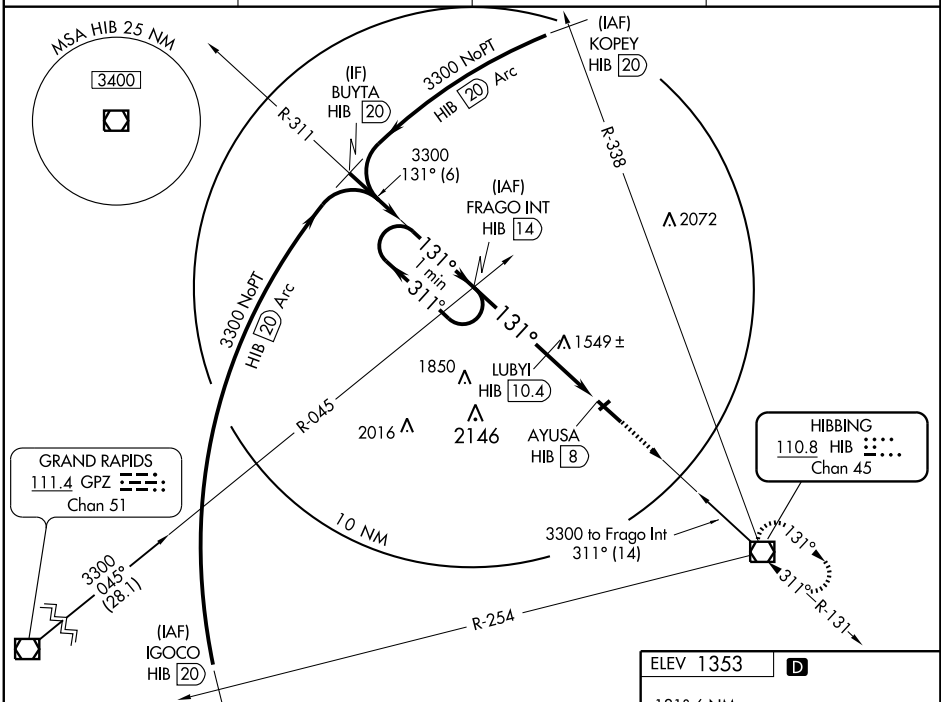 MSA HIB 25 NM
3400
(IAF)
KOPEY
HIB 20
3300 NoPT
HIB 20 Arc
(IF)
BUYTA
HIB 20
R-311
R-338
3300
131° (6)
(IAF)
FRAGO INT
HIB 14
2072
131°
1 min
311°
3300 NoPT
HIB 20 Arc
131°
1549 ±
1850
LUBYI
HIB 10.4
R-045
2016
2146
AYUSA
HIB 8
HIBBING
110.8 HIB
Chan 45
GRAND RAPIDS
111.4 GPZ
Chan 51
10 NM
3300 to Frago Int
311° (14)
131°
311°
R-131
3300
045°
(28.1)
R-254
(IAF)
IGOCO
HIB 20
ELEV 1353
D